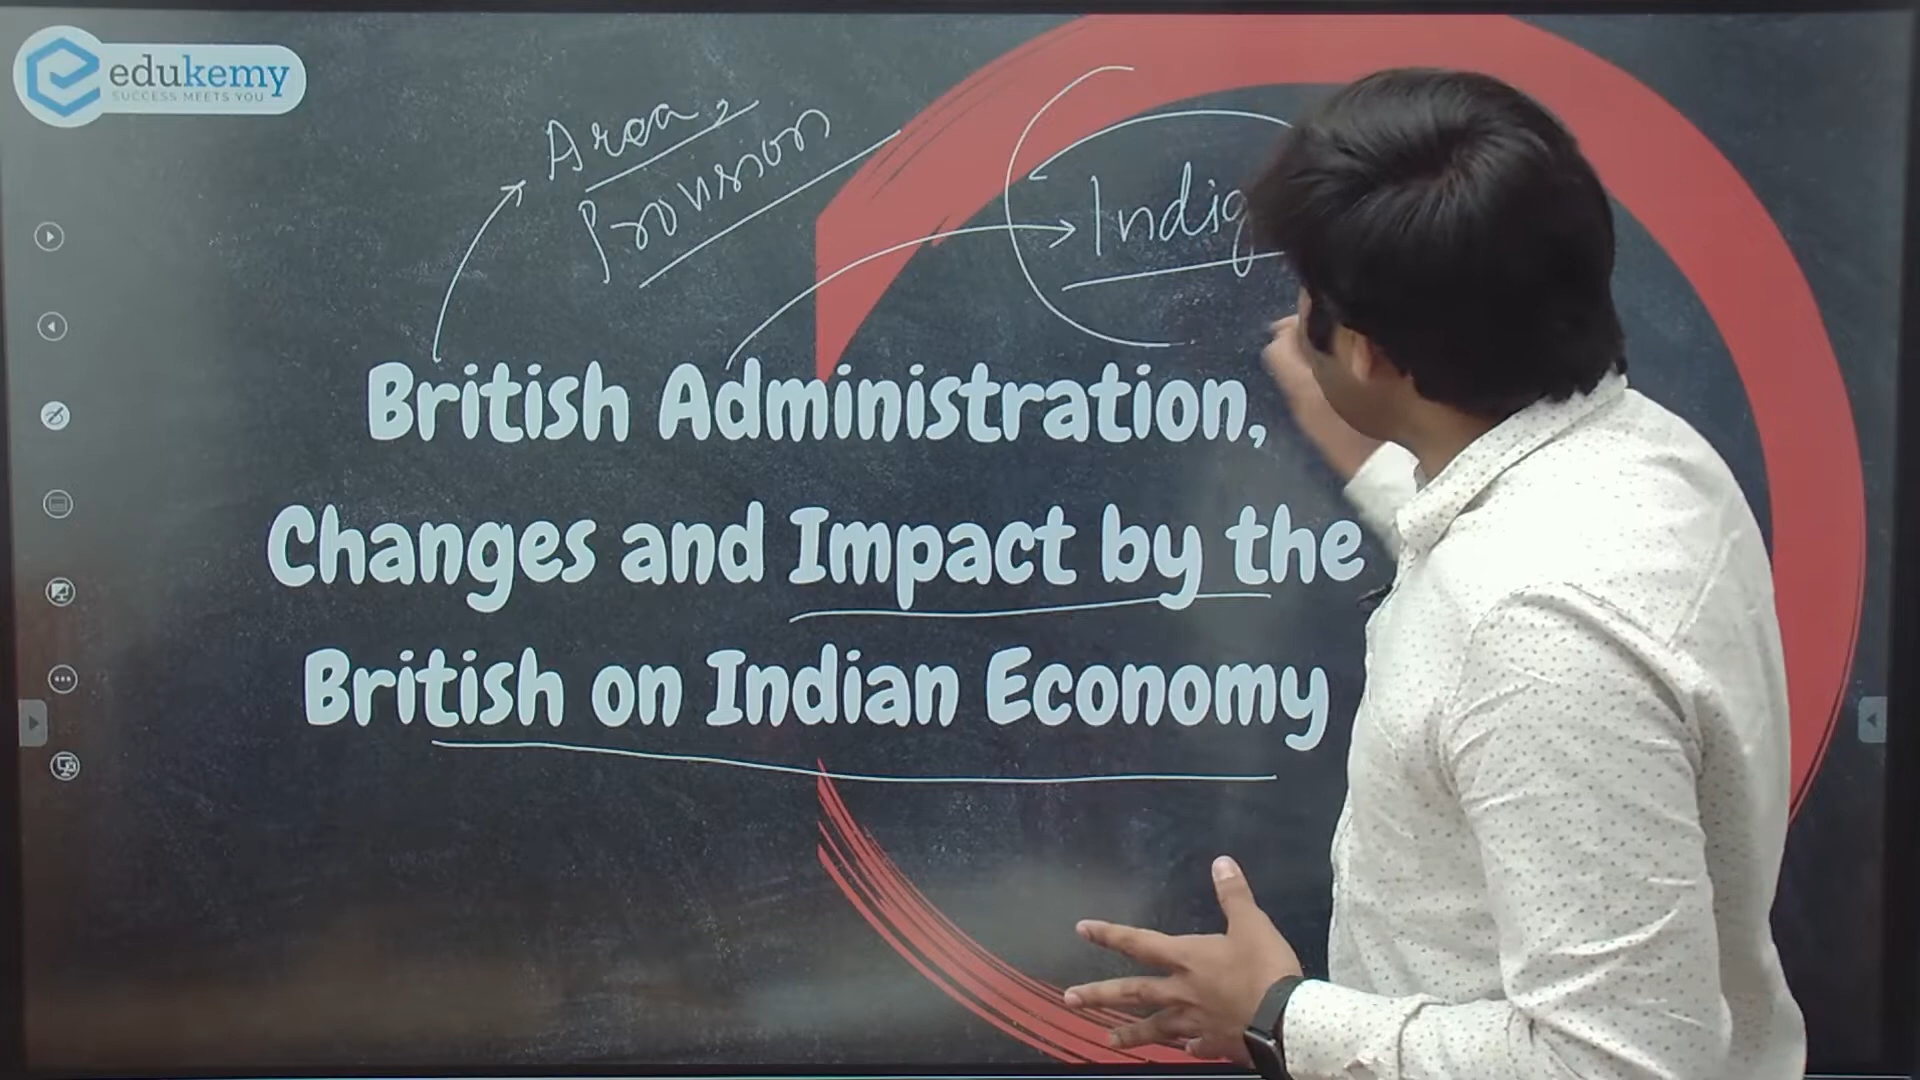 edukemy
SUCCESS MEETS YOU
Area,
Provision
Indig
British Administration,
Changes and Impact by the
British on Indian Economy